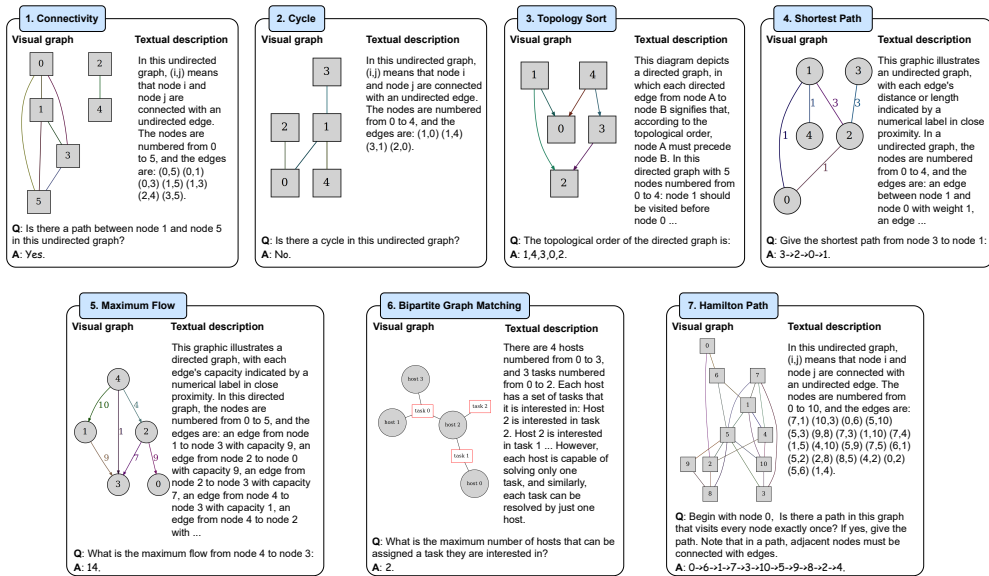 1. Connectivity
Visual graph
Textual description
0
2
1
4
3
5
In this undirected
graph, (i,j) means
that node i and
node j are
connected with an
undirected edge.
The nodes are
numbered from 0
to 5, and the edges
are: (0,5) (0,1)
(0,3) (1,5) (1,3)
(2,4) (3,5).
Q: Is there a path between node 1 and node 5
in this undirected graph?
A: Yes.
2. Cycle
Visual graph
Textual description
3
2
1
0
4
In this undirected
graph, (i,j) means
that node i and
node j are connected
with an undirected
edge. The nodes are
numbered from 0
to 4, and the edges
are: (1,0) (1,4)
(3,1) (2,0).
Q: Is there a cycle in this undirected graph?
A: No.
3. Topology Sort
Visual graph
Textual description
1
4
0
3
2
This diagram depicts
a directed graph, in
which each directed
edge from node A to
node B signifies that,
according to the
topological order,
node A must precede
node B. In this
directed graph with 5
nodes numbered from
0 to 4: node 1 should
be visited before
node 0 ...
Q: The topological order of the directed graph is:
A: 1,4,3,0,2.
4. Shortest Path
Visual graph
Textual description
1
3
1
3
3
1
4
2
1
0
This graphic illustrates
an undirected graph,
with each edge's
distance or length
indicated by a
numerical label in close
proximity. In a
undirected graph, the
nodes are numbered
from 0 to 4, and the
edges are: an edge
between node 1 and
node 0 with weight 1,
an edge ...
Q: Give the shortest path from node 3 to node 1:
A: 3->2->0->1.
5. Maximum Flow
Visual graph
Textual description
4
10
4
1
1
2
9
7
9
3
0
This graphic illustrates a
directed graph, with each
edge's capacity indicated by a
numerical label in close
proximity. In this directed
graph, the nodes are
numbered from 0 to 5, and the
edges are: an edge from node
1 to node 3 with capacity 9, an
edge from node 2 to node 0
with capacity 9, an edge from
node 2 to node 3 with capacity
7, an edge from node 4 to
node 3 with capacity 1, an
edge from node 4 to node 2
with ...
Q: What is the maximum flow from node 4 to node 3:
A: 14.
6. Bipartite Graph Matching
Visual graph
Textual description
host 3
task 0
task 2
host 1
host 2
task 1
host 0
There are 4 hosts
numbered from 0 to 3,
and 3 tasks numbered
from 0 to 2. Each host
has a set of tasks that
it is interested in: Host
2 is interested in task
2. Host 2 is interested
in task 1 ... However,
each host is capable of
solving only one
task, and similarly,
each task can be
resolved by just one
host.
Q: What is the maximum number of hosts that can be
assigned a task they are interested in?
A: 2.
7. Hamilton Path
Visual graph
Textual description
0
6
7
1
5
4
9
2
10
8
3
In this undirected graph,
(i,j) means that node i and
node j are connected with
an undirected edge. The
nodes are numbered from
0 to 10, and the edges are:
(7,1) (10,3) (0,6) (5,10)
(5,3) (9,8) (7,3) (1,10) (7,4)
(1,5) (4,10) (5,9) (7,5) (6,1)
(5,2) (2,8) (8,5) (4,2) (0,2)
(5,6) (1,4).
Q: Begin with node 0, Is there a path in this graph
that visits every node exactly once? If yes, give the
path. Note that in a path, adjacent nodes must be
connected with edges.
A: 0->6->1->7->3->10->5->9->8->2->4.